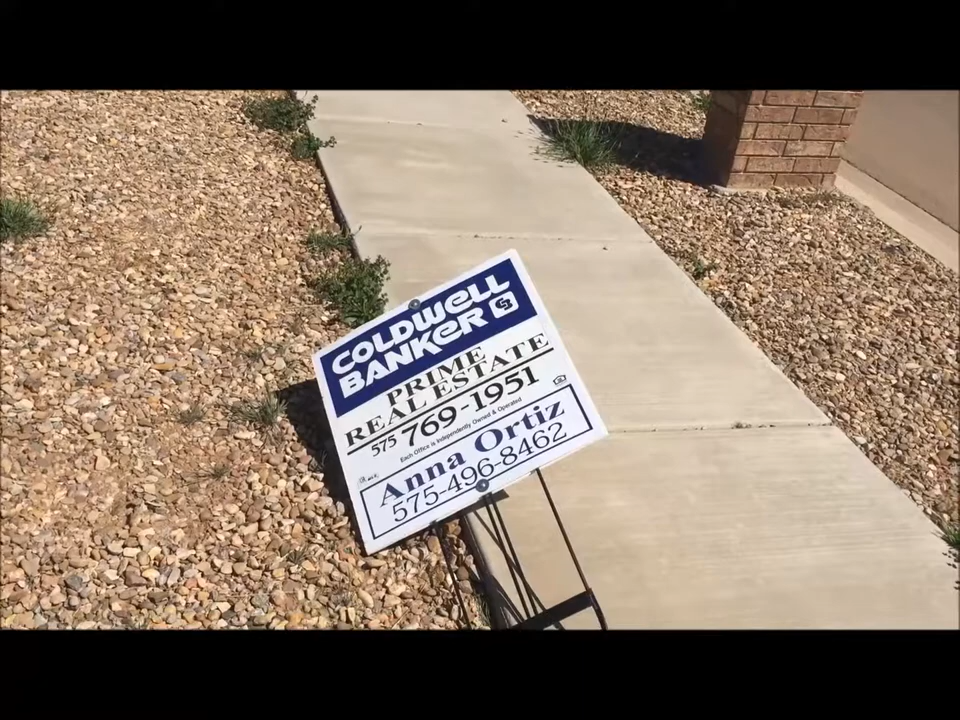 COLDWELL
BANKER
PRIME
REAL ESTATE
575 769-1951
Each Office is Independently Owned & Operated
Anna Ortiz
575-496-8462